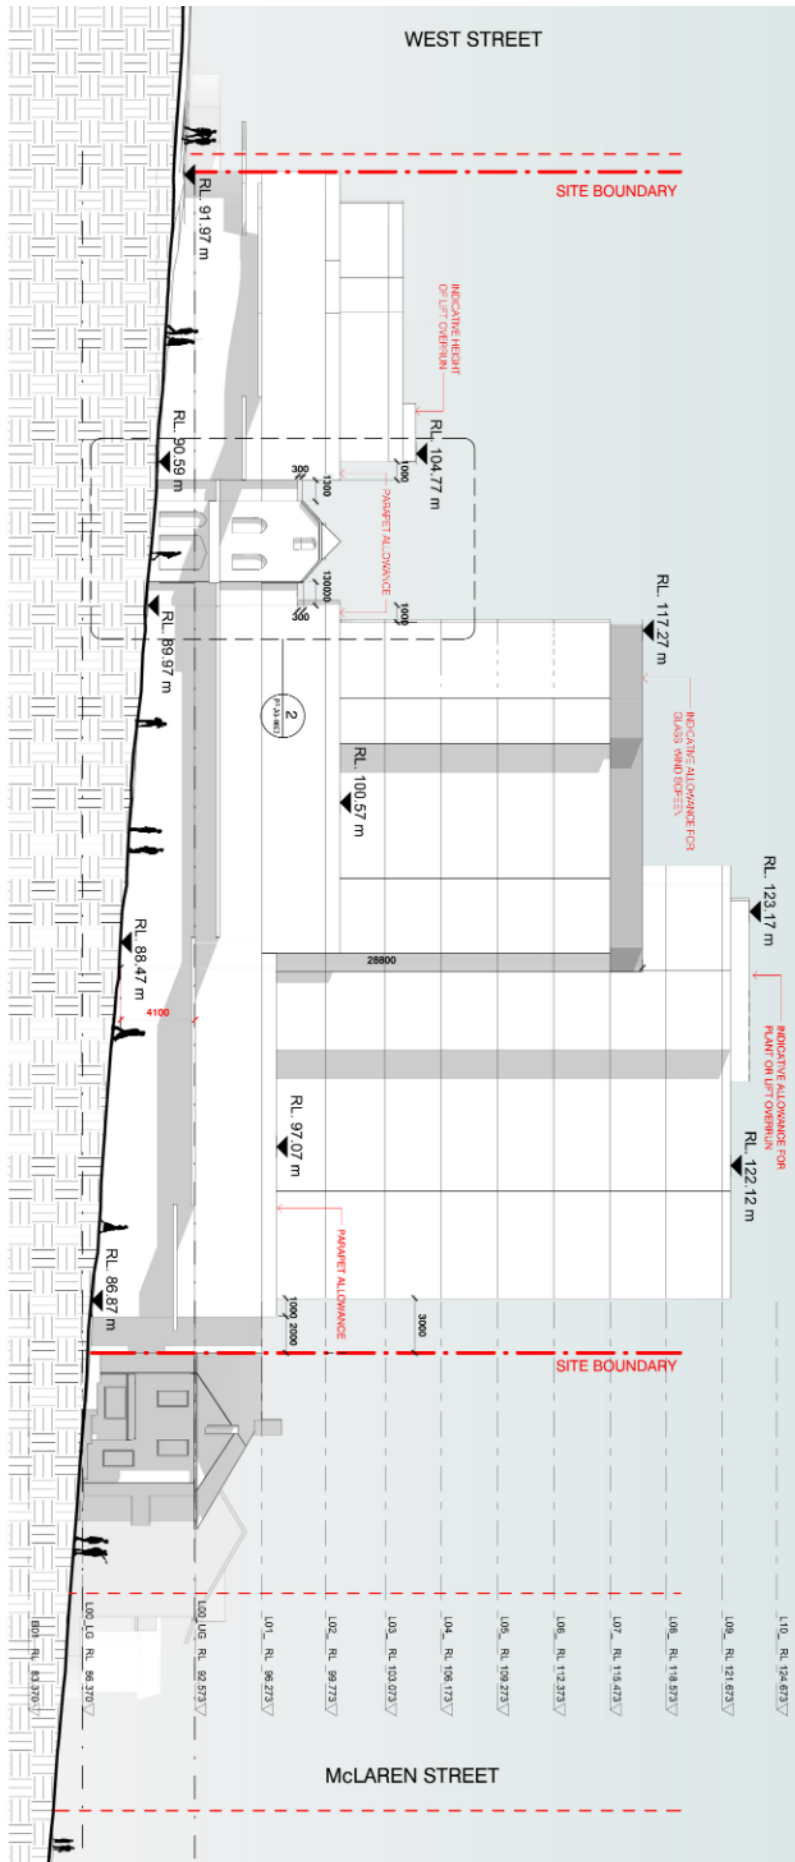 WEST STREET
SITE BOUNDARY
RL. 91.97 m
INDICATIVE HEIGHT
OF LIFT OVERRUN
RL. 104.77 m
RL. 90.59 m
300
1300
1000
PARAPET ALLOWANCE
130000
300
1000
RL. 89.97 m
RL. 117.27 m
2
INDICATIVE ALLOWANCE FOR
GLASS WIND SCREEN
RL. 100.57 m
RL. 123.17 m
RL. 88.47 m
28800
4100
INDICATIVE ALLOWANCE FOR
PLANT OR LIFT OVERRUN
RL. 97.07 m
RL. 122.12 m
PARAPET ALLOWANCE
RL. 86.87 m
1000
2000
3000
SITE BOUNDARY
L10_ RL 124.673
L09_ RL 121.673
L08_ RL 118.573
L07_ RL 115.473
L06_ RL 112.373
L05_ RL 109.273
L04_ RL 106.173
L03_ RL 103.073
L02_ RL 99.773
L01_ RL 96.273
L00_UG RL 92.573
L00_LG RL 86.370
B01 RL 83.370
McLAREN STREET